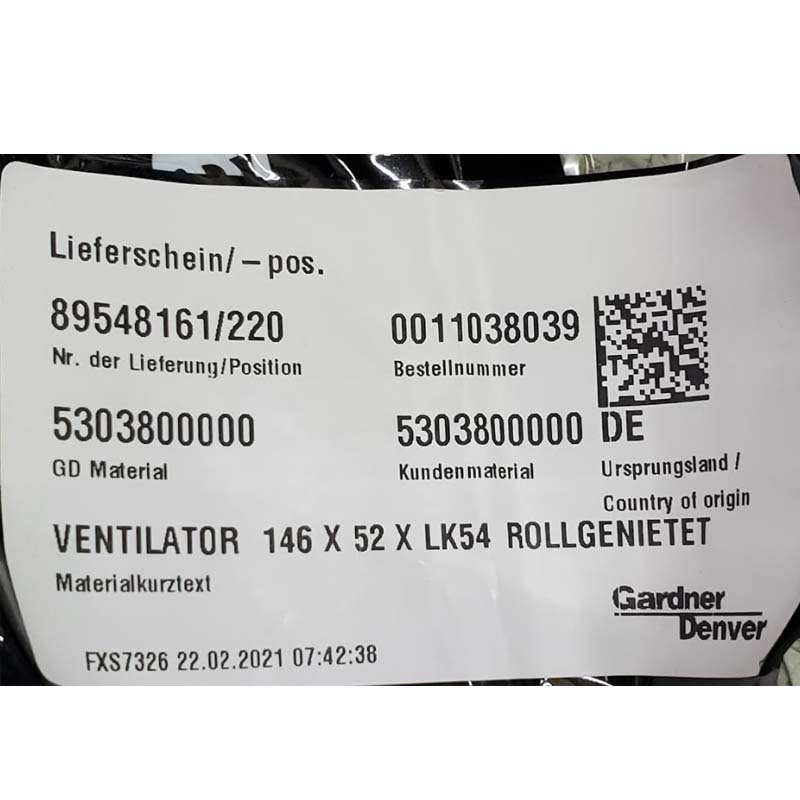 Lieferschein/-pos.
89548161/220 0011038039
Nr. der Lieferung/Position Bestellnummer
5303800000 5303800000 DE
GD Material Kundenmaterial Ursprungsland /
Country of origin
VENTILATOR 146 X 52 X LK54 ROLLGENIETET
Materialkurztext
Gardner
Denver
FXS7326 22.02.2021 07:42:38